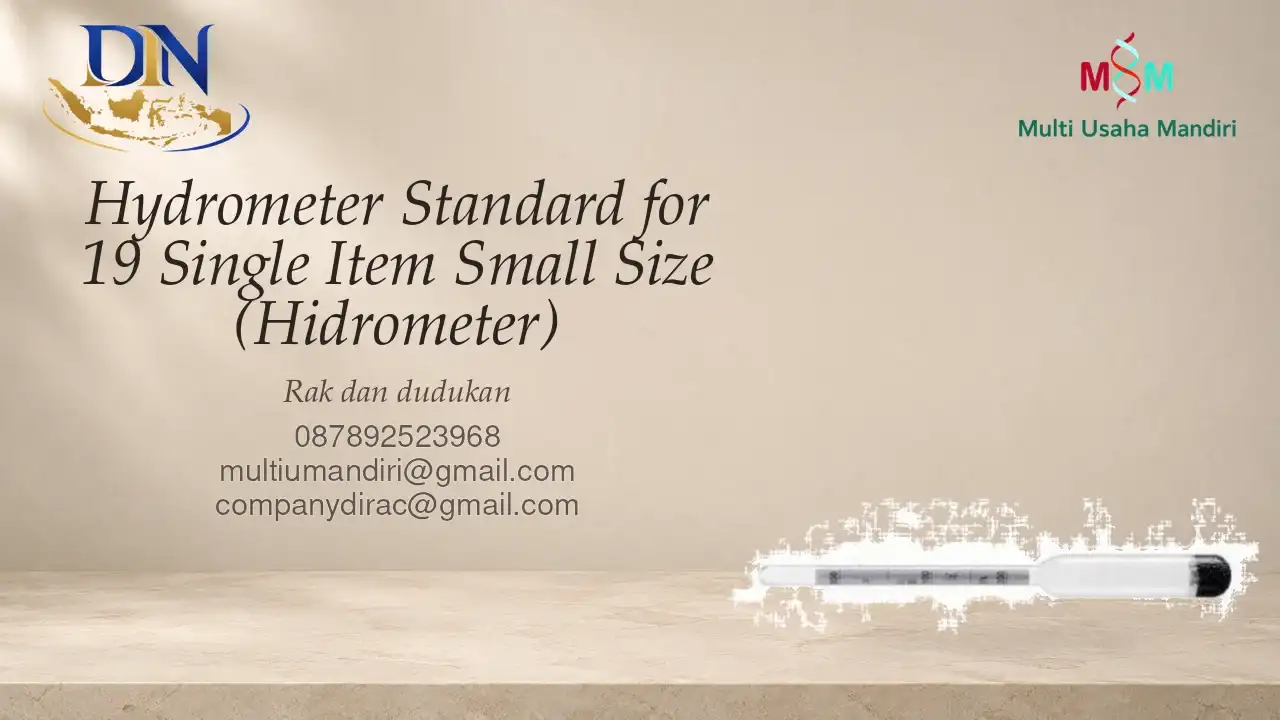 DIN
MSM
Multi Usaha Mandiri
Hydrometer Standard for
19 Single Item Small Size
(Hidrometer)
Rak dan dudukan
087892523968
multiumandiri@gmail.com
companydirac@gmail.com